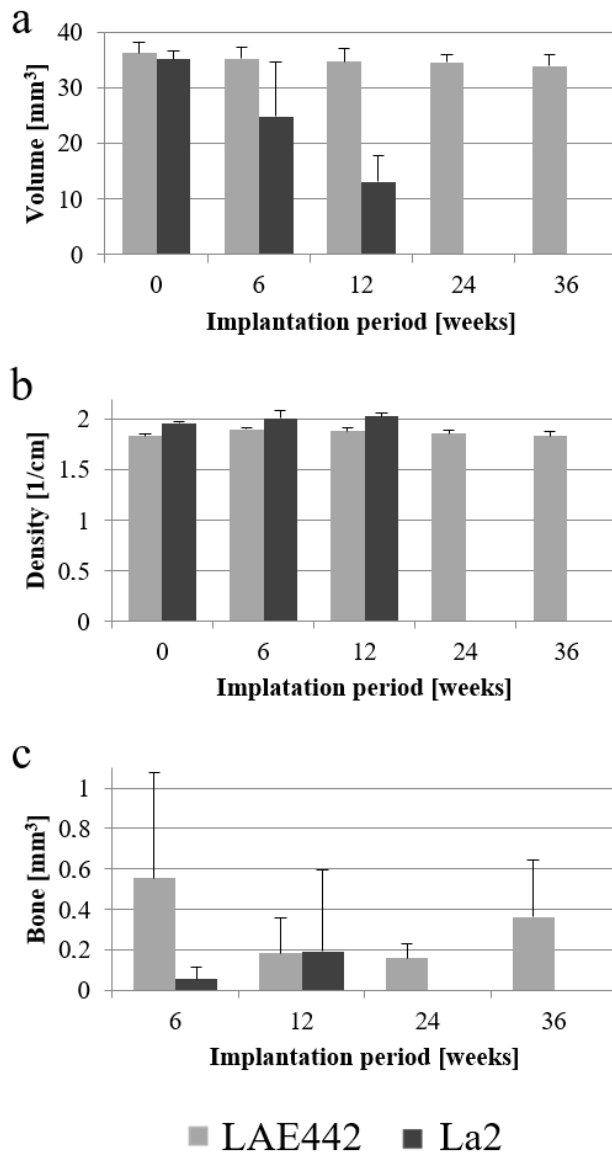 a
Volume [mm³]
40
30
20
10
0
0 6 12 24 36
Implantation period [weeks]
b
Density [1/cm]
2
1.5
1
0.5
0
0 6 12 24 36
Implatation period [weeks]
c
Bone [mm³]
1
0.8
0.6
0.4
0.2
0
6 12 24 36
Implantation period [weeks]
LAE442 La2